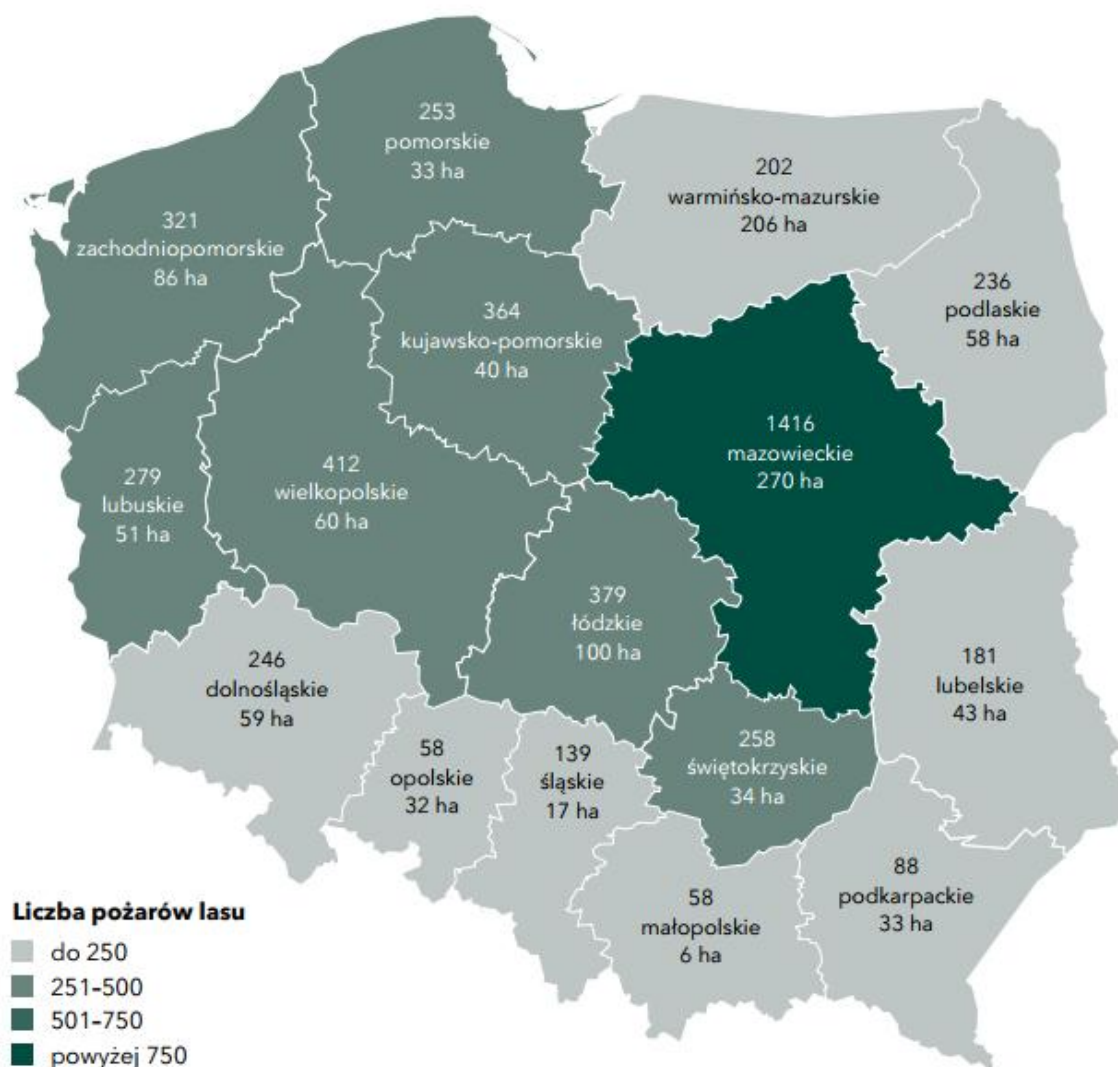 253
pomorskie
33 ha
202
warmińsko-mazurskie
206 ha
321
zachodniopomorskie
86 ha
236
podlaskie
58 ha
364
kujawsko-pomorskie
40 ha
1416
mazowieckie
270 ha
279
lubuskie
51 ha
412
wielkopolskie
60 ha
379
łódzkie
100 ha
246
dolnośląskie
59 ha
181
lubelskie
43 ha
58
opolskie
32 ha
139
śląskie
17 ha
258
świętokrzyskie
34 ha
58
małopolskie
6 ha
88
podkarpackie
33 ha
Liczba pożarów lasu
do 250
251-500
501-750
powyżej 750